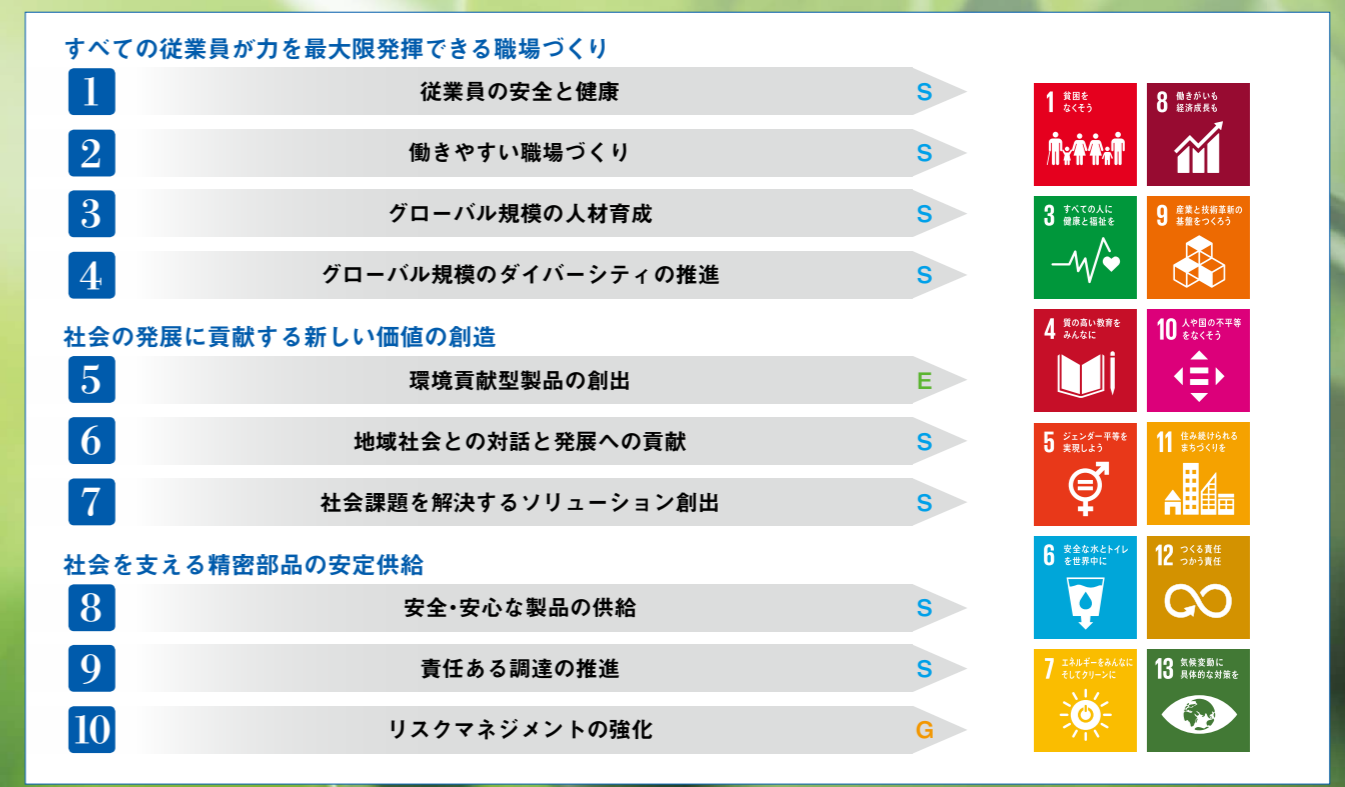 すべての従業員が力を最大限発揮できる職場づくり
1 従業員の安全と健康 S
2 働きやすい職場づくり S
3 グローバル規模の人材育成 S
4 グローバル規模のダイバーシティの推進 S
社会の発展に貢献する新しい価値の創造
5 環境貢献型製品の創出 E
6 地域社会との対話と発展への貢献 S
7 社会課題を解決するソリューション創出 S
社会を支える精密部品の安定供給
8 安全・安心な製品の供給 S
9 責任ある調達の推進 S
10 リスクマネジメントの強化 G
1 貧困を
なくそう
8 働きがいも
経済成長も
3 すべての人に
健康と福祉を
9 産業と技術革新の
基盤をつくろう
4 質の高い教育を
みんなに
10 人や国の不平等
をなくそう
5 ジェンダー平等を
実現しよう
11 住み続けられる
まちづくりを
6 安全な水とトイレ
を世界中に
12 つくる責任
つかう責任
7 エネルギーをみんなに
そしてクリーンに
13 気候変動に
具体的な対策を